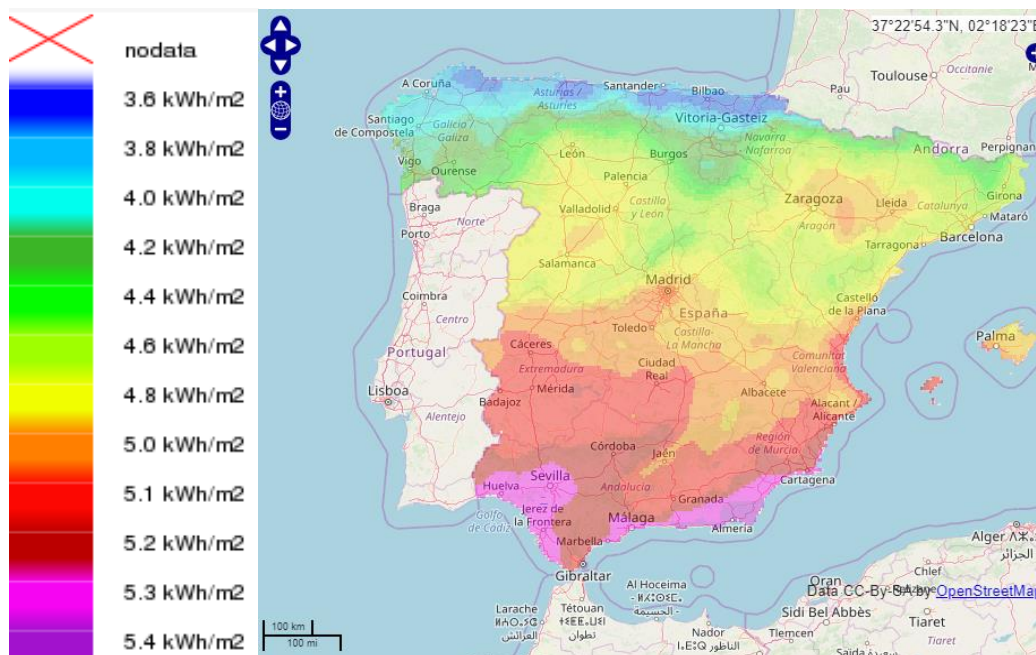 nodata
3.6 kWh/m2
3.8 kWh/m2
4.0 kWh/m2
4.2 kWh/m2
4.4 kWh/m2
4.6 kWh/m2
4.8 kWh/m2
5.0 kWh/m2
5.1 kWh/m2
5.2 kWh/m2
5.3 kWh/m2
5.4 kWh/m2
37°22'54.3"N, 02°18'23"E
Toulouse
Occitanie
Pau
A Coruña
Santander
Bilbao
Asturias /
Asturies
Santiago
de Compostela
Galicia
Galiza
Vitoria-Gasteiz
Navarra
Nafarroa
Andorra
Perpignan
Vigo
Ourense
León
Burgos
Palencia
Castilla
y León
Zaragoza
Lleida
Girona
Catalunya
Mataró
Barcelona
Aragón
Tarragona
Braga
Norte
Porto
Valladolid
Salamanca
Madrid
España
Castelló
de la Plana
Coimbra
Centro
Toledo
Castilla-
La Mancha
Palma
Portugal
Cáceres
Extremadura
Ciudad
Real
Comunitat
Valenciana
Lisboa
Mérida
Badajoz
Albacete
Alacant /
Alicante
Alentejo
Córdoba
Jaén
Región
de Murcia
Cartagena
Sevilla
Huelva
Andalucía
Granada
Golfo
de Cádiz
Jerez de
la Frontera
Málaga
Almería
Marbella
Gibraltar
Alger
الجزائر
Al Hoceima
الحسيمة
Oran
Chlef
Data CC-By-SA by OpenStreetMap
Larache
العرائش
Tétouan
تطوان
Nador
الناظور
Sidi Bel Abbès
Tlemcen
Tiaret
Tiaret
100 km
100 mi